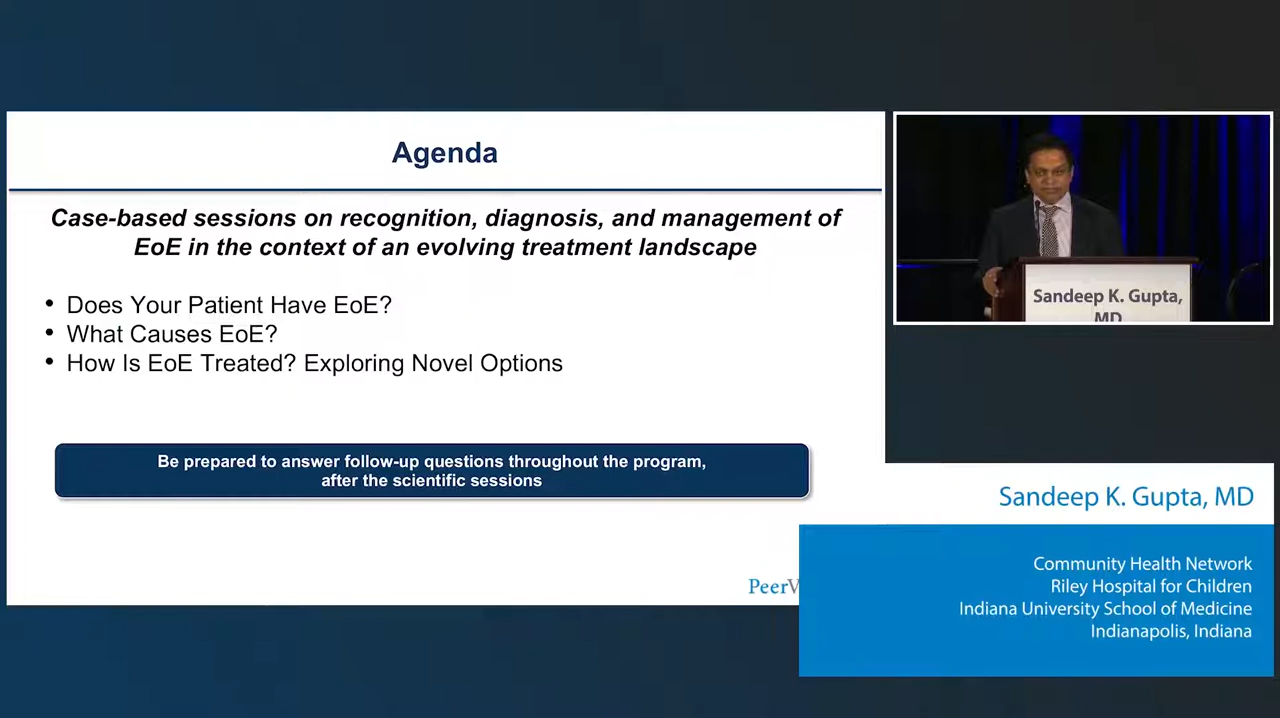 Agenda
Case-based sessions on recognition, diagnosis, and management of
EoE in the context of an evolving treatment landscape
• Does Your Patient Have EoE?
• What Causes EoE?
• How Is EoE Treated? Exploring Novel Options
Be prepared to answer follow-up questions throughout the program,
after the scientific sessions
PeerV
Sandeep K. Gupta,
MD
Sandeep K. Gupta, MD
Community Health Network
Riley Hospital for Children
Indiana University School of Medicine
Indianapolis, Indiana